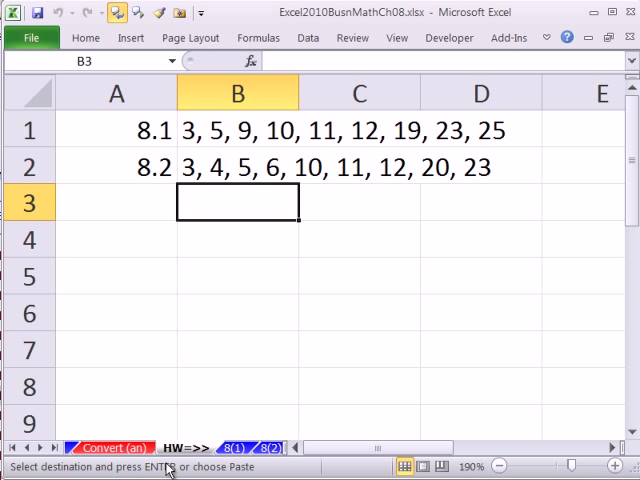 Excel2010BusnMathCh08.xlsx - Microsoft Excel
File Home Insert Page Layout Formulas Data Review View Developer Add-Ins
B3 fx
A B C D E
1 8.1 3, 5, 9, 10, 11, 12, 19, 23, 25
2 8.2 3, 4, 5, 6, 10, 11, 12, 20, 23
3
4
5
6
7
8
9
Convert (an) HW=>> 8(1) 8(2)
Select destination and press ENTER or choose Paste 190%